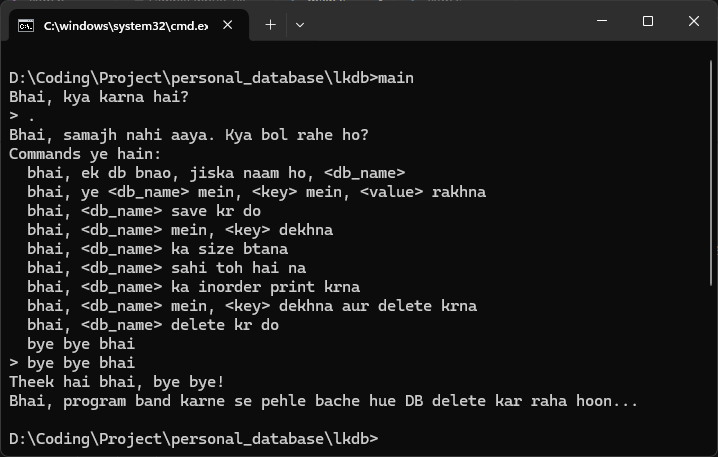 C:\windows\system32\cmd.ex
D:\Coding\Project\personal_database\lkdb>main
Bhai, kya karna hai?
> .
Bhai, samajh nahi aaya. Kya bol rahe ho?
Commands ye hain:
  bhai, ek db bnao, jiska naam ho, <db_name>
  bhai, ye <db_name> mein, <key> mein, <value> rakhna
  bhai, <db_name> save kr do
  bhai, <db_name> mein, <key> dekhna
  bhai, <db_name> ka size btana
  bhai, <db_name> sahi toh hai na
  bhai, <db_name> ka inorder print krna
  bhai, <db_name> mein, <key> dekhna aur delete krna
  bhai, <db_name> delete kr do
  bye bye bhai
> bye bye bhai
Theek hai bhai, bye bye!
Bhai, program band karne se pehle bache hue DB delete kar raha hoon...
D:\Coding\Project\personal_database\lkdb>